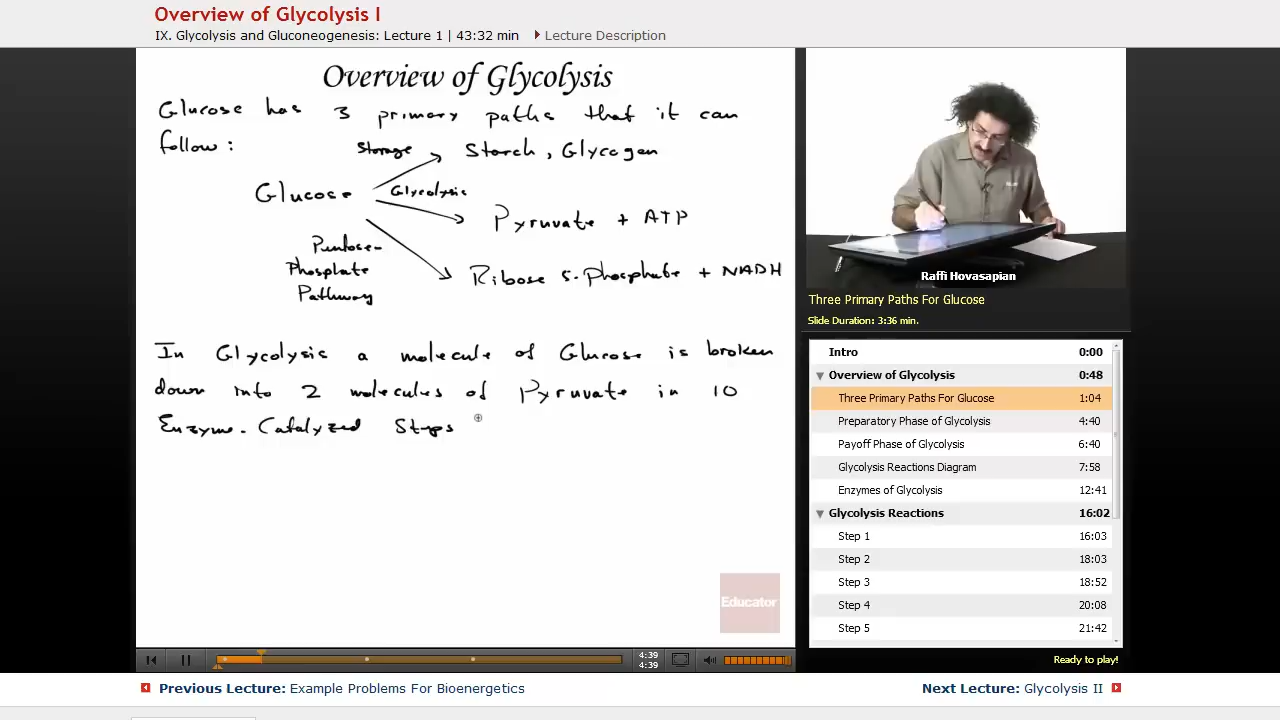 Overview of Glycolysis I
IX. Glycolysis and Gluconeogenesis: Lecture 1 | 43:32 min
Lecture Description
Overview of Glycolysis
Glucose has 3 primary paths that it can
follow:
Storage
Starch, Glycogen
Glucose
Glycolysis
Pyruvate + ATP
Pentose-
Phosphate
Pathway
Ribose 5-phosphate + NADH
In Glycolysis a molecule of Glucose is broken
down into 2 molecules of Pyruvate in 10
Enzyme-Catalyzed Steps
Educator
Raffi Hovasapian
Three Primary Paths For Glucose
Slide Duration: 3:36 min.
Intro 0:00
Overview of Glycolysis 0:48
Three Primary Paths For Glucose 1:04
Preparatory Phase of Glycolysis 4:40
Payoff Phase of Glycolysis 6:40
Glycolysis Reactions Diagram 7:58
Enzymes of Glycolysis 12:41
Glycolysis Reactions 16:02
Step 1 16:03
Step 2 18:03
Step 3 18:52
Step 4 20:08
Step 5 21:42
4:39
4:39
Ready to play!
Previous Lecture: Example Problems For Bioenergetics
Next Lecture: Glycolysis II